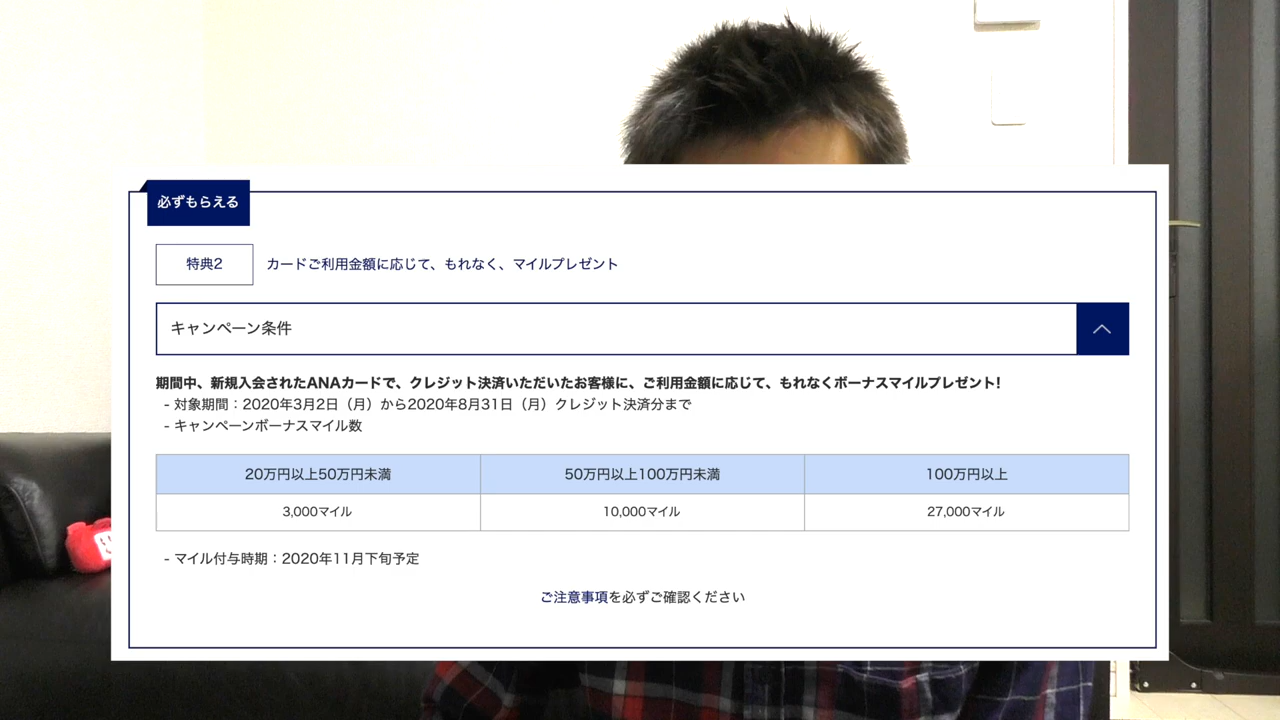 必ずもらえる
特典2 カードご利用金額に応じて、もれなく、マイルプレゼント
キャンペーン条件
期間中、新規入会されたANAカードで、クレジット決済いただいたお客様に、ご利用金額に応じて、もれなくボーナスマイルプレゼント!
- 対象期間：2020年3月2日（月）から2020年8月31日（月）クレジット決済分まで
- キャンペーンボーナスマイル数
20万円以上50万円未満 50万円以上100万円未満 100万円以上
3,000マイル 10,000マイル 27,000マイル
- マイル付与時期：2020年11月下旬予定
ご注意事項を必ずご確認ください